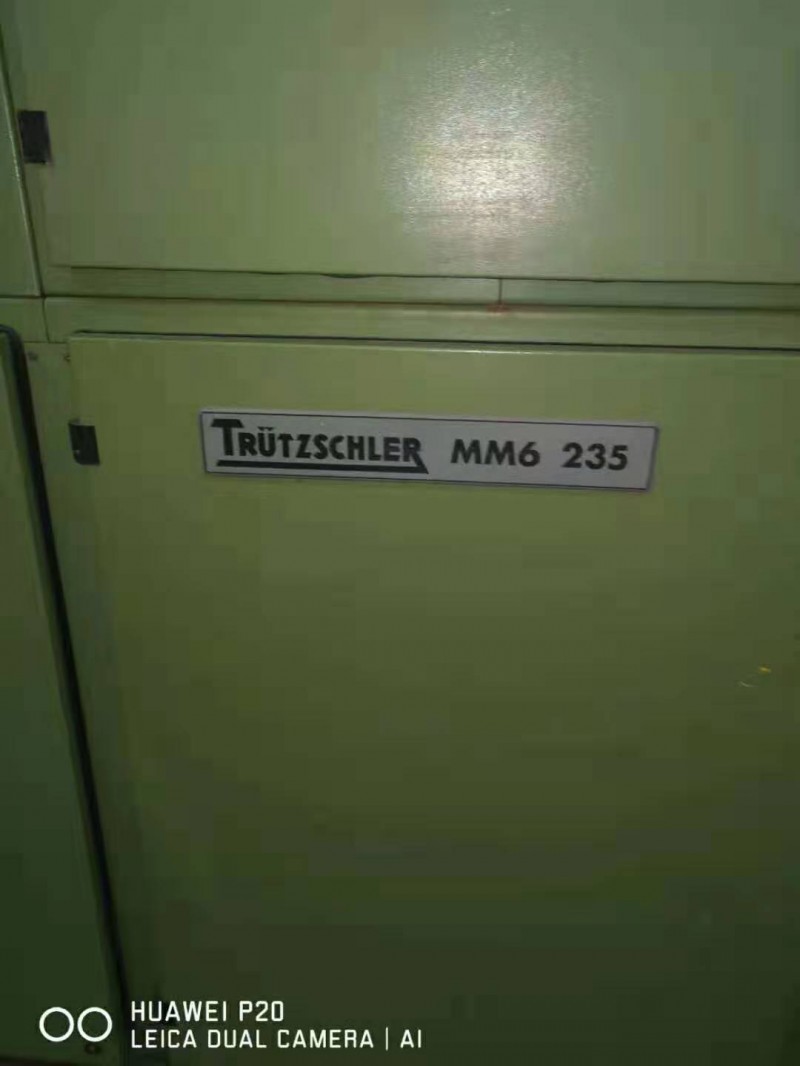 TRÜTZSCHLER MM6 235
HUAWEI P20
LEICA DUAL CAMERA | AI